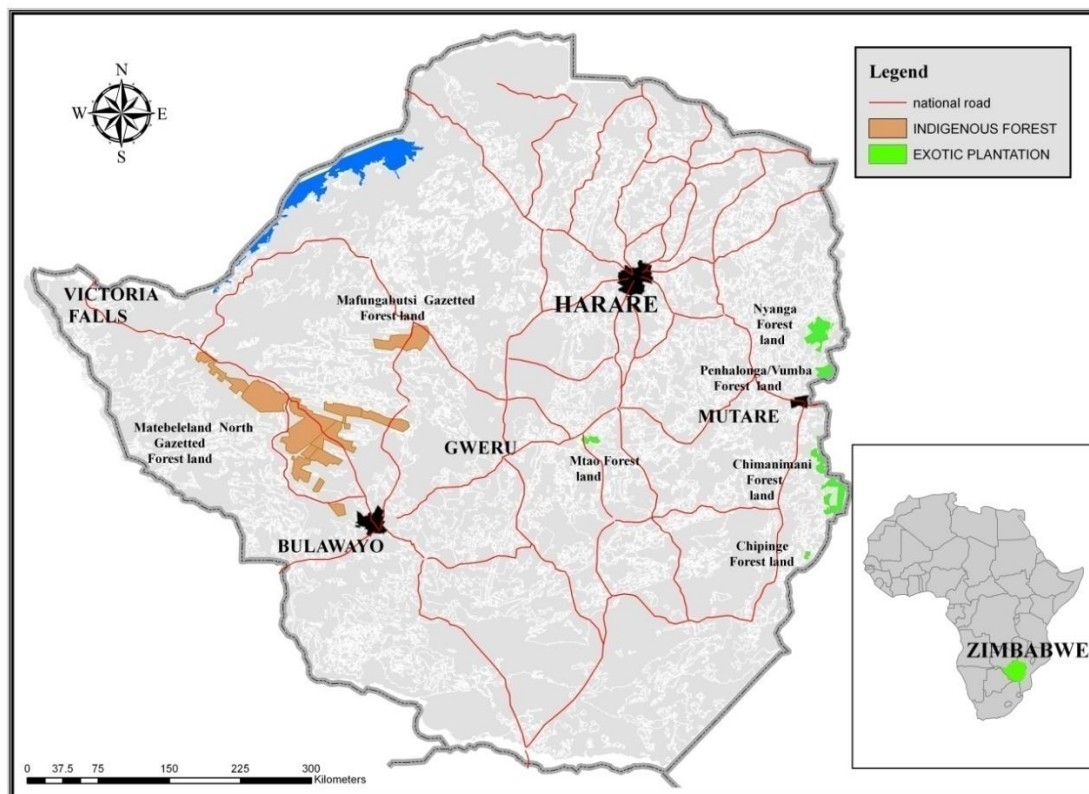 N
W E
S
Legend
national road
INDIGENOUS FOREST
EXOTIC PLANTATION
VICTORIA
FALLS
Mafungabutsi Gazetted
Forest land
HARARE
Nyanga
Forest
land
Penhalonga/Vumba
Forest land
MUTARE
Matebeleland North
Gazetted
Forest land
GWERU
Mtao Forest
land
Chimanimani
Forest
land
BULAWAYO
Chipinge
Forest land
ZIMBABWE
0 37.5 75 150 225 300
Kilometers